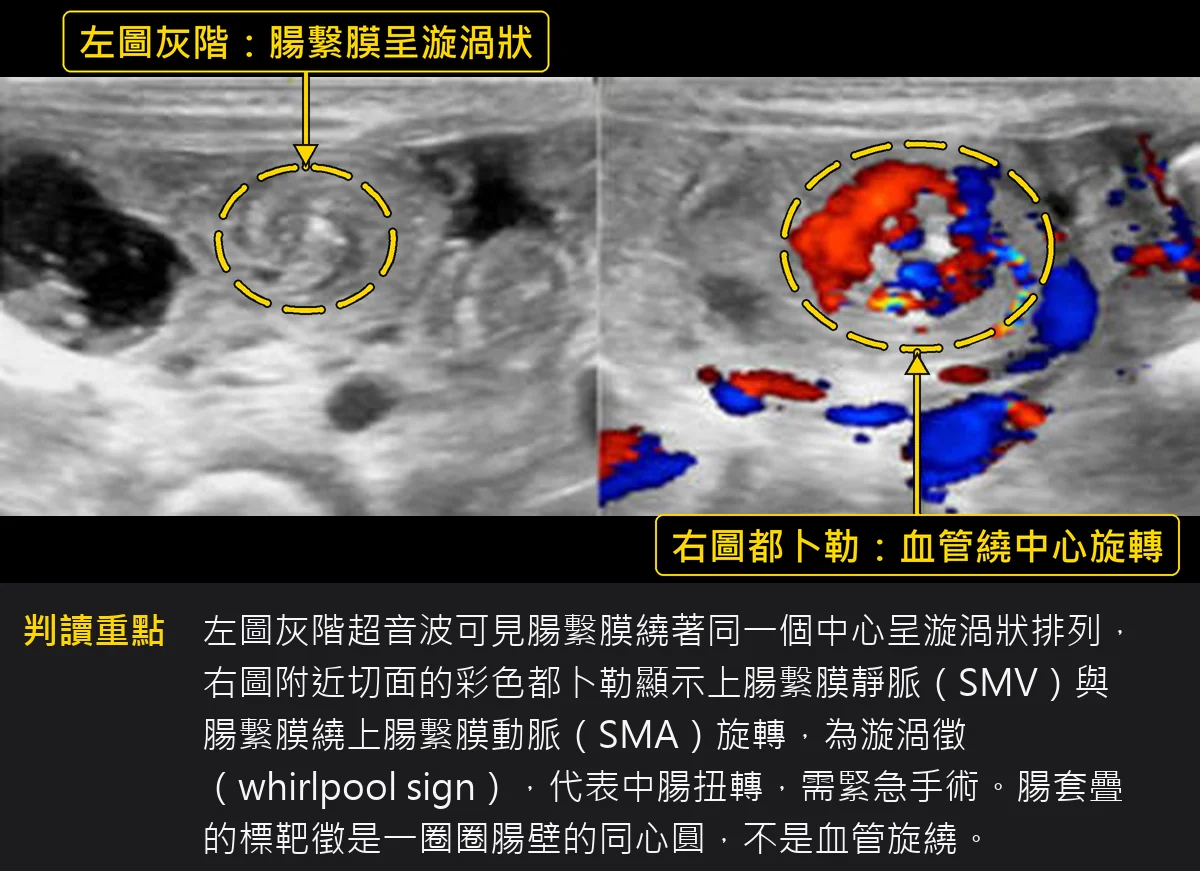 左圖灰階：腸繫膜呈漩渦狀
右圖都卜勒：血管繞中心旋轉
判讀重點
左圖灰階超音波可見腸繫膜繞著同一個中心呈漩渦狀排列，
右圖附近切面的彩色都卜勒顯示上腸繫膜靜脈（SMV）與
腸繫膜繞上腸繫膜動脈（SMA）旋轉，為漩渦徵
（whirlpool sign），代表中腸扭轉，需緊急手術。腸套疊
的標靶徵是一圈圈腸壁的同心圓，不是血管旋繞。